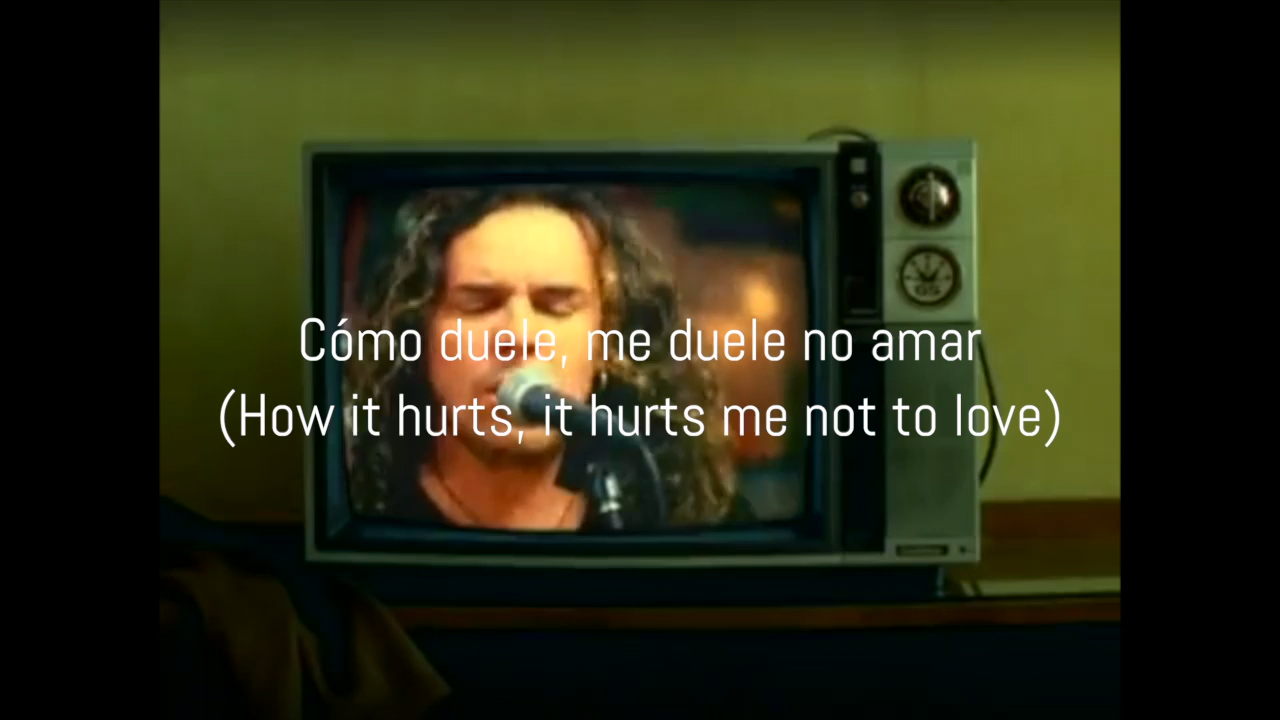 Cómo duele, me duele no amar
(How it hurts, it hurts me not to love)